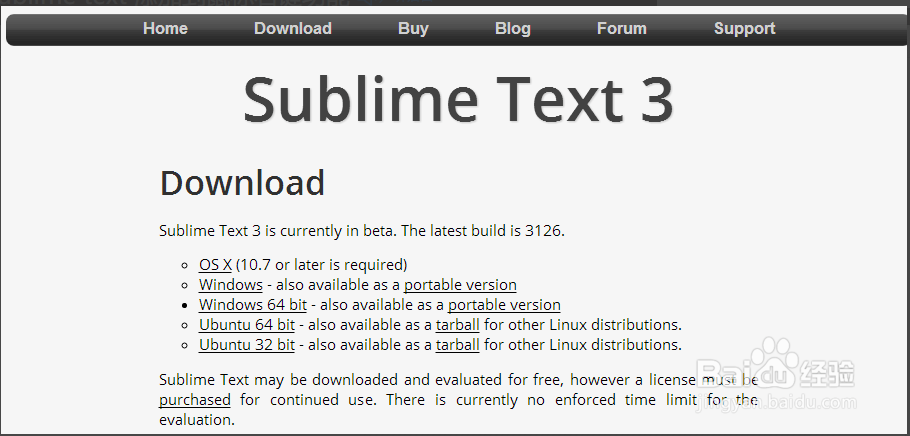 Home Download Buy Blog Forum Support
Sublime Text 3
Download
Sublime Text 3 is currently in beta. The latest build is 3126.
OS X (10.7 or later is required)
Windows - also available as a portable version
Windows 64 bit - also available as a portable version
Ubuntu 64 bit - also available as a tarball for other Linux distributions.
Ubuntu 32 bit - also available as a tarball for other Linux distributions.
Sublime Text may be downloaded and evaluated for free, however a license must be
purchased for continued use. There is currently no enforced time limit for the
evaluation.
Baidu 经验
jingyan.baidu.com